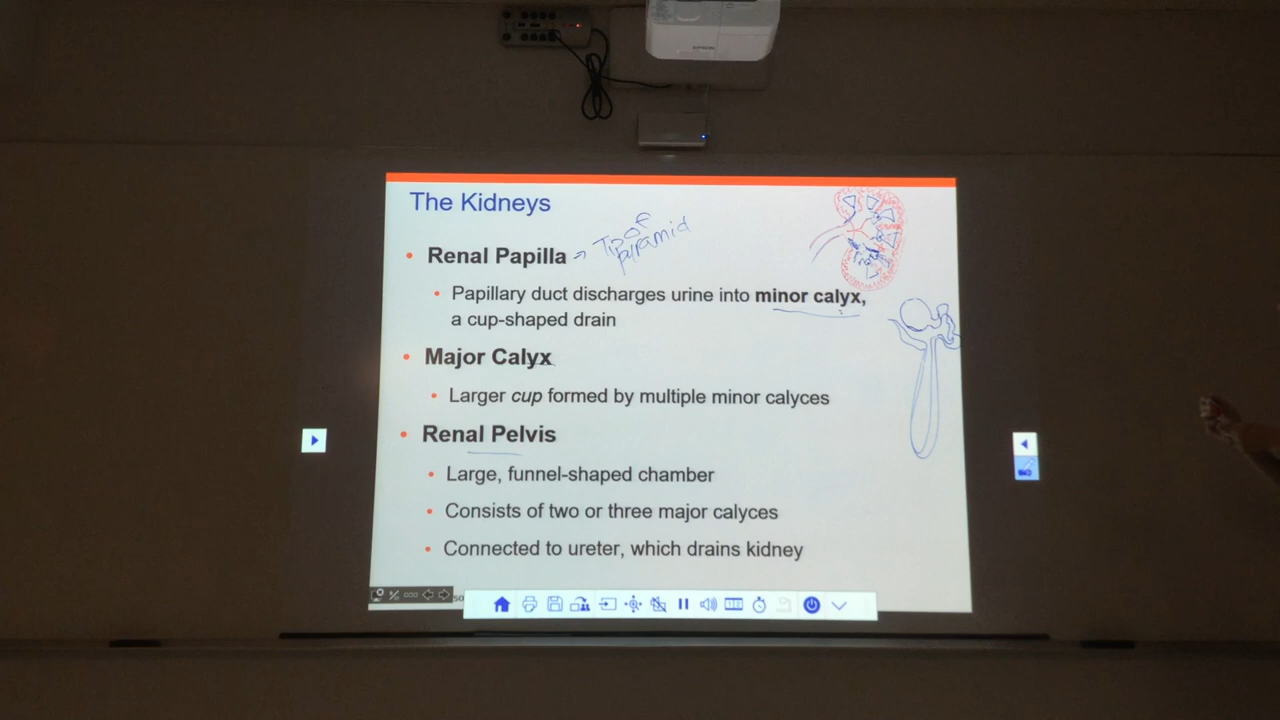 EPSON
The Kidneys
• Renal Papilla → Tip of pyramid
• Papillary duct discharges urine into minor calyx,
a cup-shaped drain
• Major Calyx
• Larger cup formed by multiple minor calyces
• Renal Pelvis
• Large, funnel-shaped chamber
• Consists of two or three major calyces
• Connected to ureter, which drains kidney